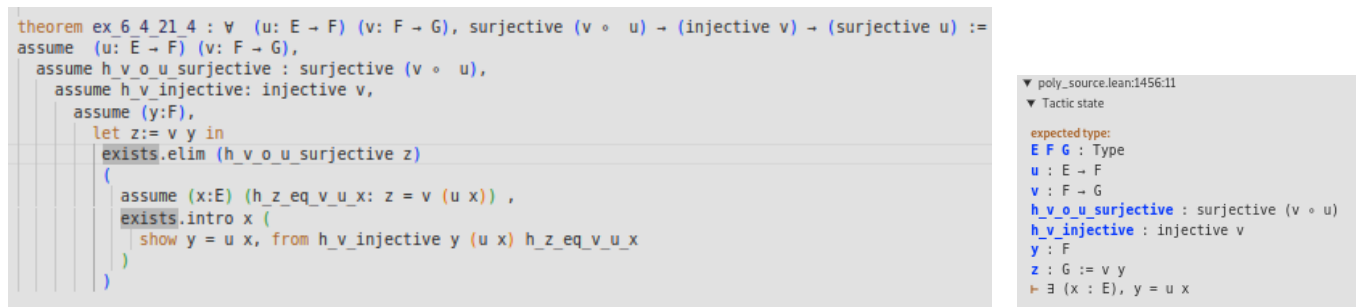 theorem ex_6_4_21_4 : ∀  (u: E → F) (v: F → G), surjective (v ∘  u) → (injective v) → (surjective u) :=
assume  (u: E → F) (v: F → G),
assume h_v_o_u_surjective : surjective (v ∘  u),
assume h_v_injective: injective v,
assume (y:F),
let z:= v y in
exists.elim (h_v_o_u_surjective z)
(
assume (x:E) (h_z_eq_v_u_x: z = v (u x)) ,
exists.intro x (
show y = u x, from h_v_injective y (u x) h_z_eq_v_u_x
)
)
▼ poly_source.lean:1456:11
▼ Tactic state
expected type:
E F G : Type
u : E → F
v : F → G
h_v_o_u_surjective : surjective (v ∘ u)
h_v_injective : injective v
y : F
z : G := v y
⊢ ∃ (x : E), y = u x